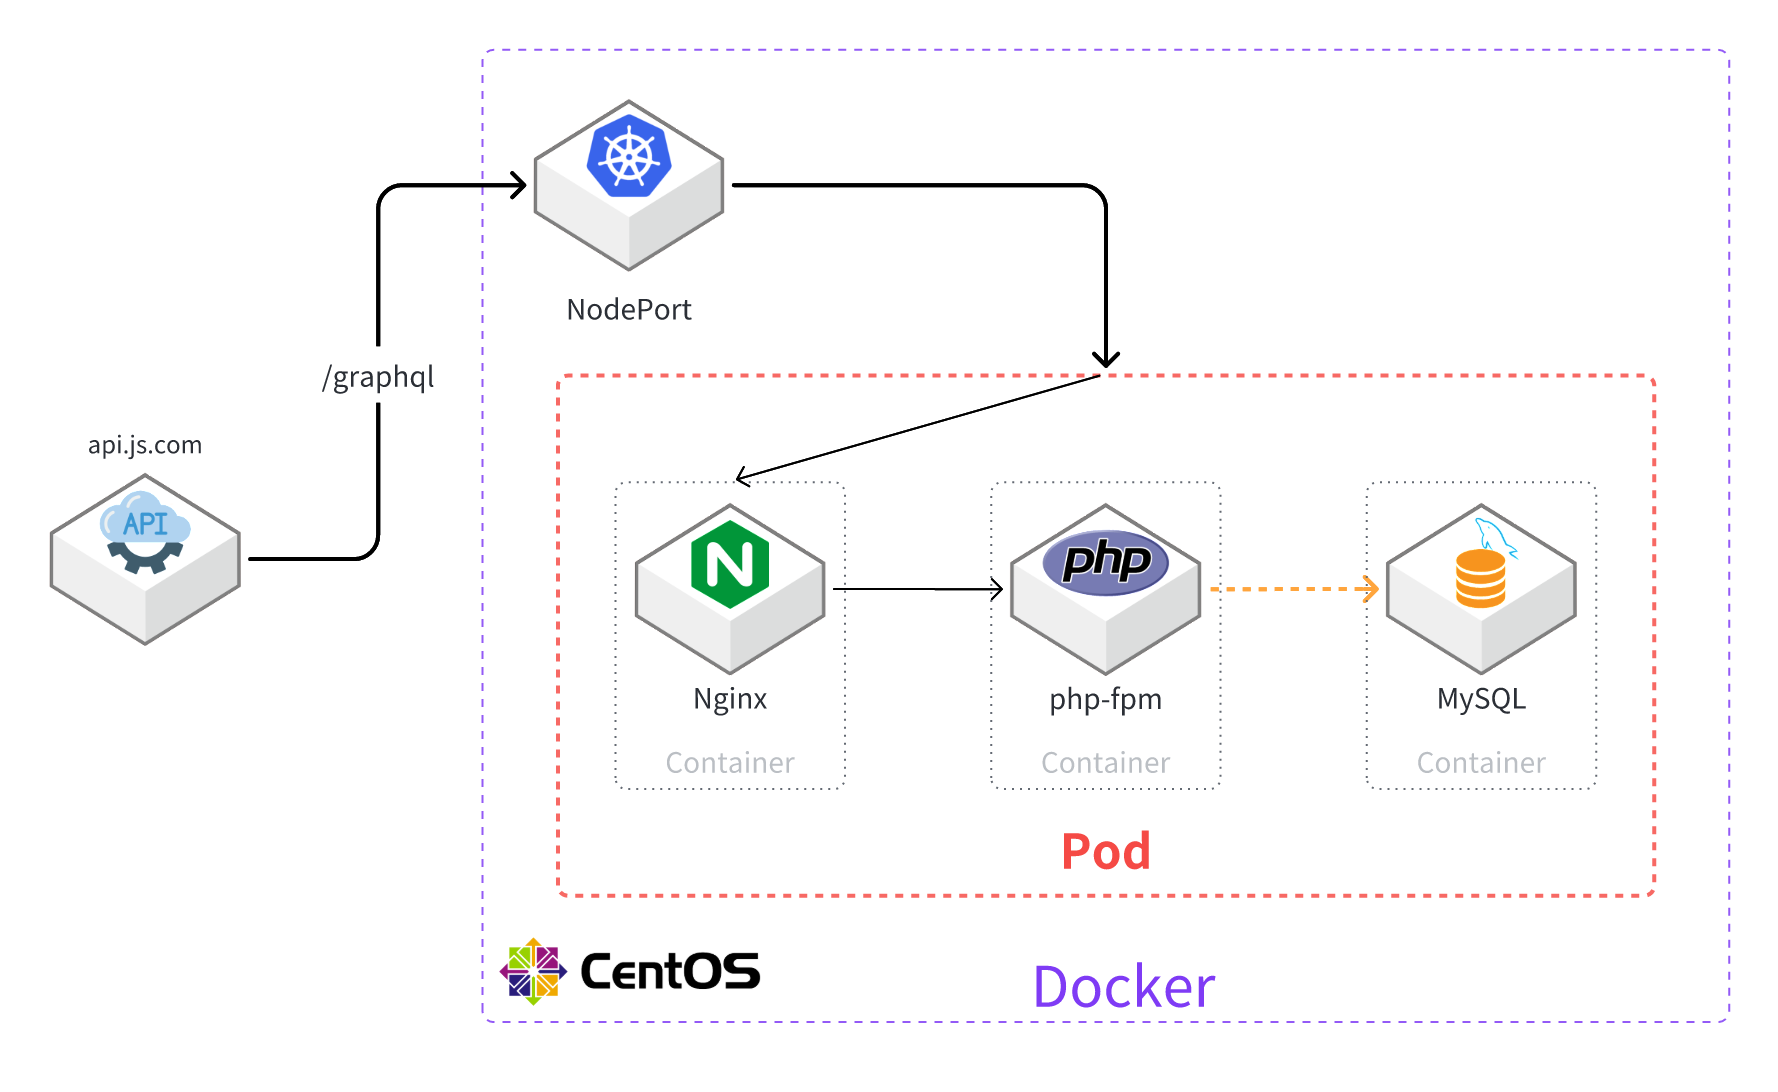 NodePort
/graphql
api.js.com
API
N
php
Nginx
php-fpm
MySQL
Container
Container
Container
Pod
CentOS
Docker